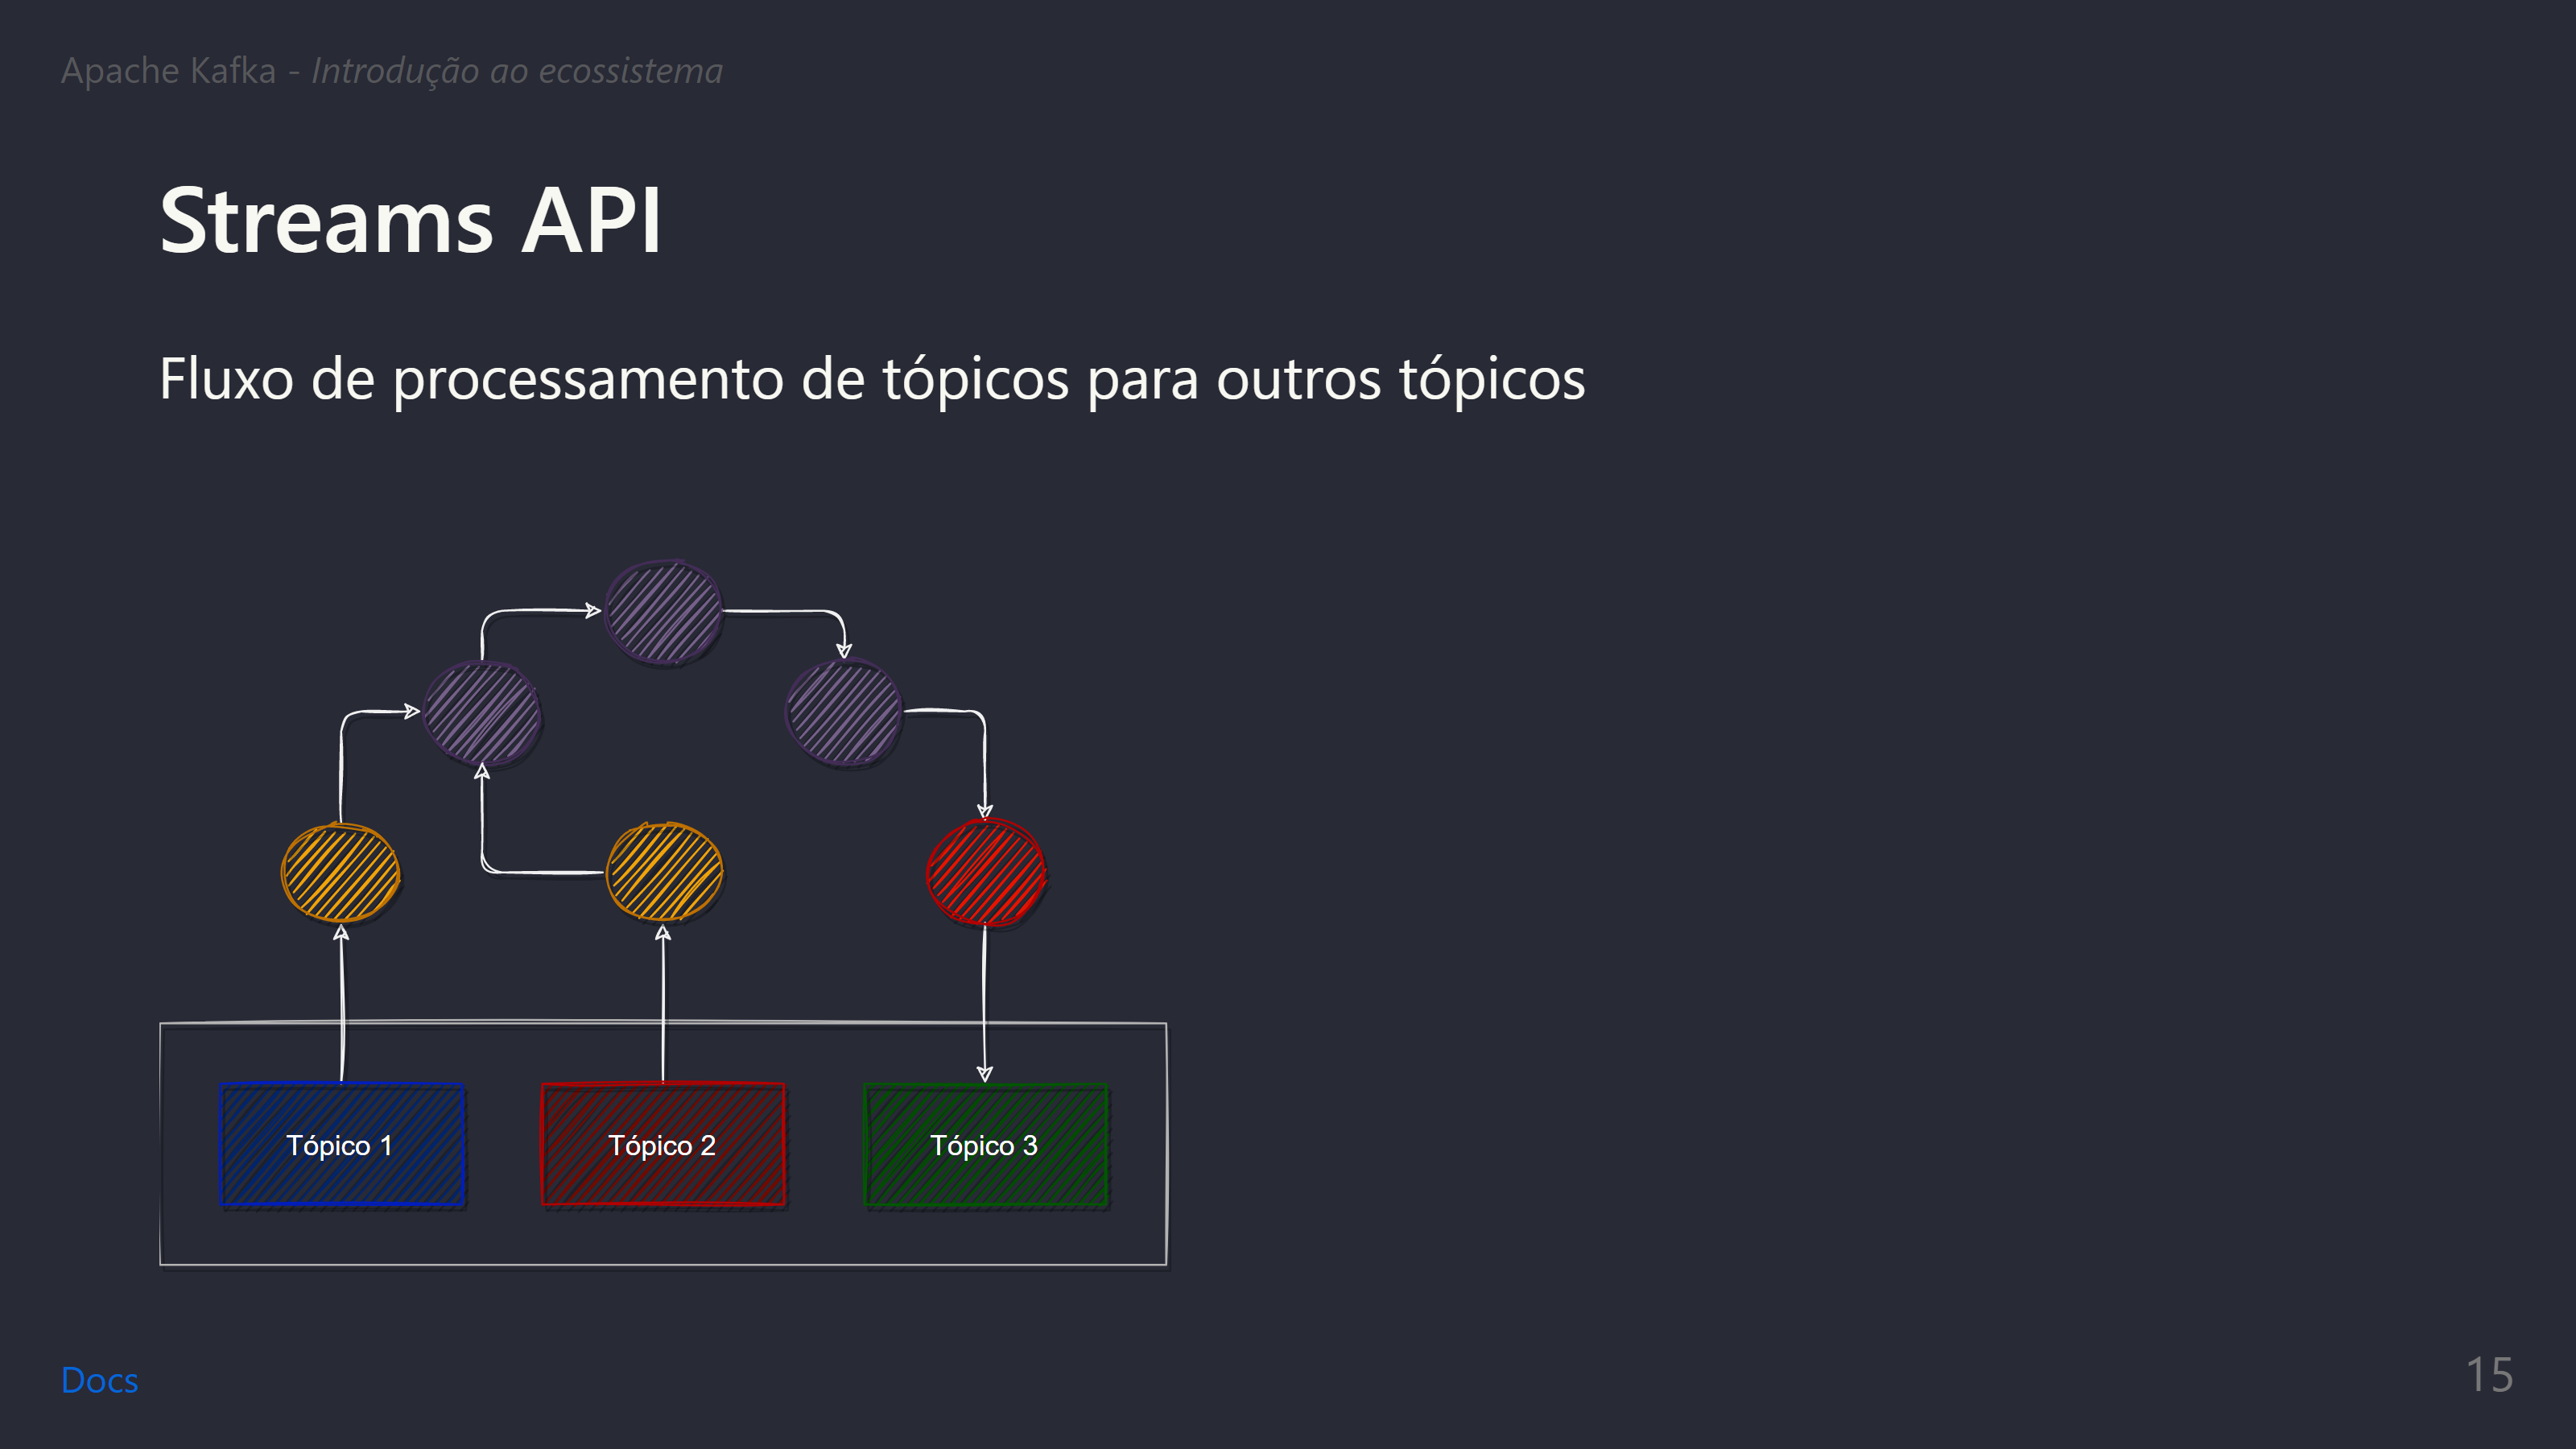 Apache Kafka - Introdução ao ecossistema
Streams API
Fluxo de processamento de tópicos para outros tópicos
Tópico 1
Tópico 2
Tópico 3
Docs
15